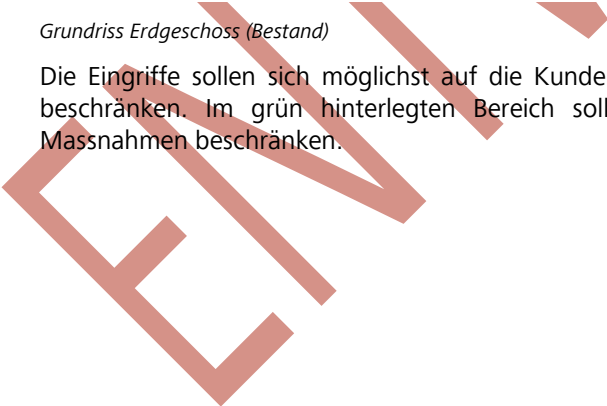 Grundriss Erdgeschoss (Bestand)
Die Eingriffe sollen sich möglichst auf die Kunde
beschränken. Im grün hinterlegten Bereich soll
Massnahmen beschränken.